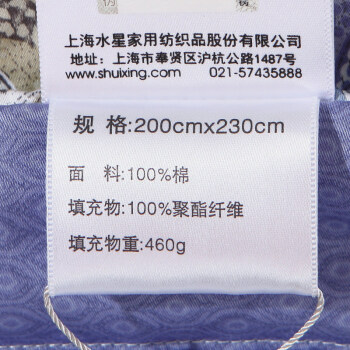 上海水星家用纺织品股份有限公司
地址：上海市奉贤区沪杭公路1487号
www.shuixing.com 021-57435888
规 格:200cmx230cm
面 料:100%棉
填充物:100%聚酯纤维
填充物重:460g